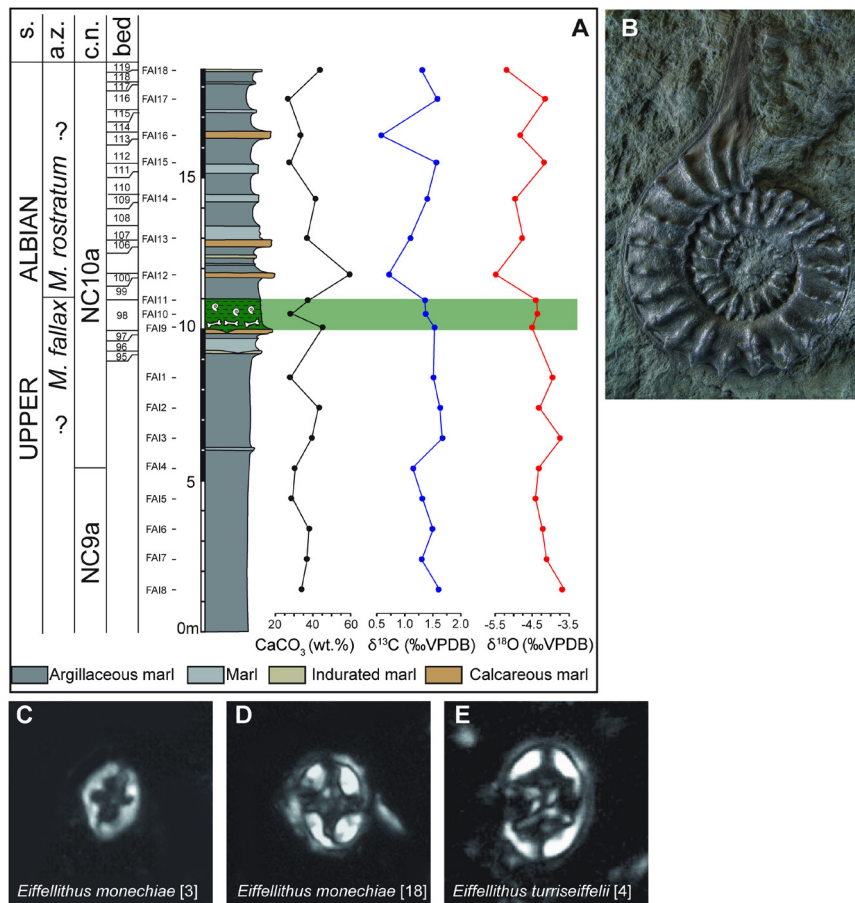 s.
a.z.
c.n.
bed
A
B
UPPER ALBIAN
·? M. fallax M. rostratum ·?
NC9a
NC10a
119
118
117
116
115
114
113
112
111
110
109
108
107
106
100
99
98
97
96
95
FAI18
FAI17
FAI16
FAI15
FAI14
FAI13
FAI12
FAI11
FAI10
FAI9
FAI1
FAI2
FAI3
FAI4
FAI5
FAI6
FAI7
FAI8
15
10
5
0m
20 40 60
0.5 1.0 1.5 2.0
-5.5 -4.5 -3.5
CaCO₃ (wt.%)
δ¹³C (‰VPDB)
δ¹⁸O (‰VPDB)
Argillaceous marl
Marl
Indurated marl
Calcareous marl
C
Eiffellithus monechiae [3]
D
Eiffellithus monechiae [18]
E
Eiffellithus turriseiffelii [4]